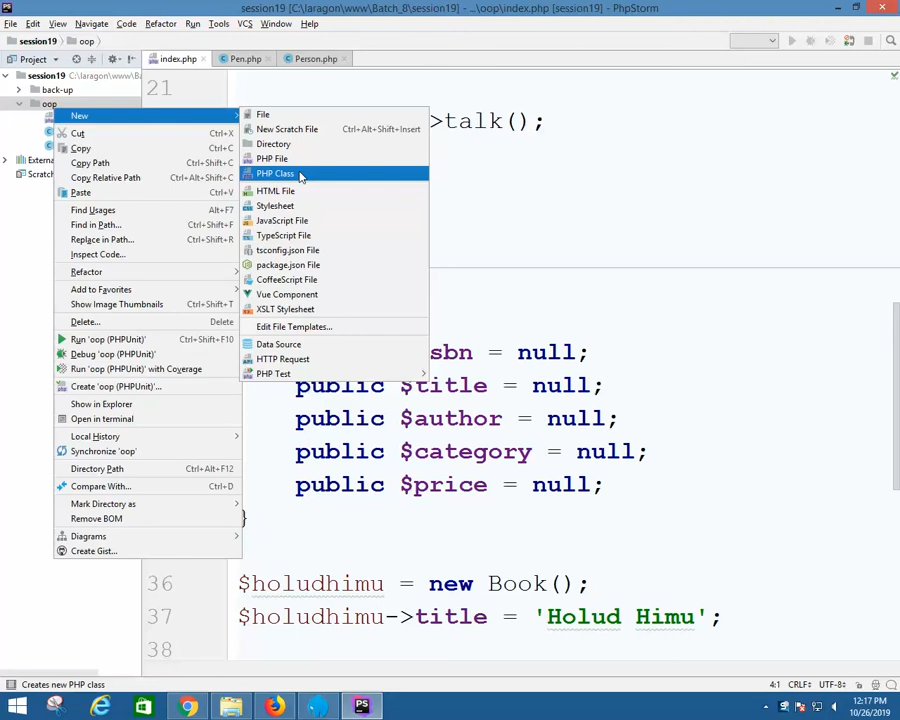 session19 [C:\laragon\www\Batch_8\session19] - ...\oop\index.php [session19] - PhpStorm
File Edit View Navigate Code Refactor Tools VCS Window Help
session19 oop
Project index.php Pen.php Person.php
session19 C:\laragon\www\Ba
back-up
oop
Extern
Scratc
New
Cut Ctrl+X
Copy Ctrl+C
Copy Path Ctrl+Shift+C
Copy Relative Path Ctrl+Alt+Shift+C
Paste Ctrl+V
Find Usages Alt+F7
Find in Path... Ctrl+Shift+F
Replace in Path... Ctrl+Shift+R
Inspect Code...
Refactor
Add to Favorites
Show Image Thumbnails Ctrl+Shift+T
Delete... Delete
Run 'oop (PHPUnit)' Ctrl+Shift+F10
Debug 'oop (PHPUnit)'
Run 'oop (PHPUnit)' with Coverage
Create 'oop (PHPUnit)'...
Show in Explorer
Open in terminal
Local History
Synchronize 'oop'
Directory Path Ctrl+Alt+F12
Compare With... Ctrl+D
Mark Directory as
Remove BOM
Diagrams
Create Gist...
File
New Scratch File Ctrl+Alt+Shift+Insert
Directory
PHP File
PHP Class
HTML File
Stylesheet
JavaScript File
TypeScript File
tsconfig.json File
package.json File
CoffeeScript File
Vue Component
XSLT Stylesheet
Edit File Templates...
Data Source
HTTP Request
PHP Test
21
>talk();
sbn = null;
public $title = null;
public $author = null;
public $category = null;
public $price = null;
}
36 $holudhimu = new Book();
37 $holudhimu->title = 'Holud Himu';
38
Creates new PHP class 4:1 CRLF÷ UTF-8÷
PS 12:17 PM
10/26/2019